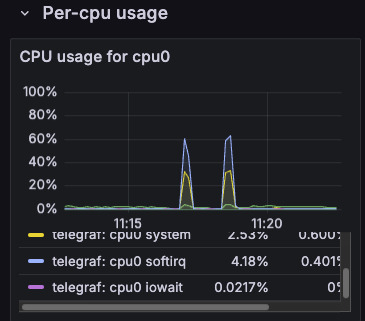 Per-cpu usage
CPU usage for cpu0
100%
80%
60%
40%
20%
0%
11:15 11:20
telegraf: cpu0 system 2.53% 0.600%
telegraf: cpu0 softirq 4.18% 0.401%
telegraf: cpu0 iowait 0.0217% 0%